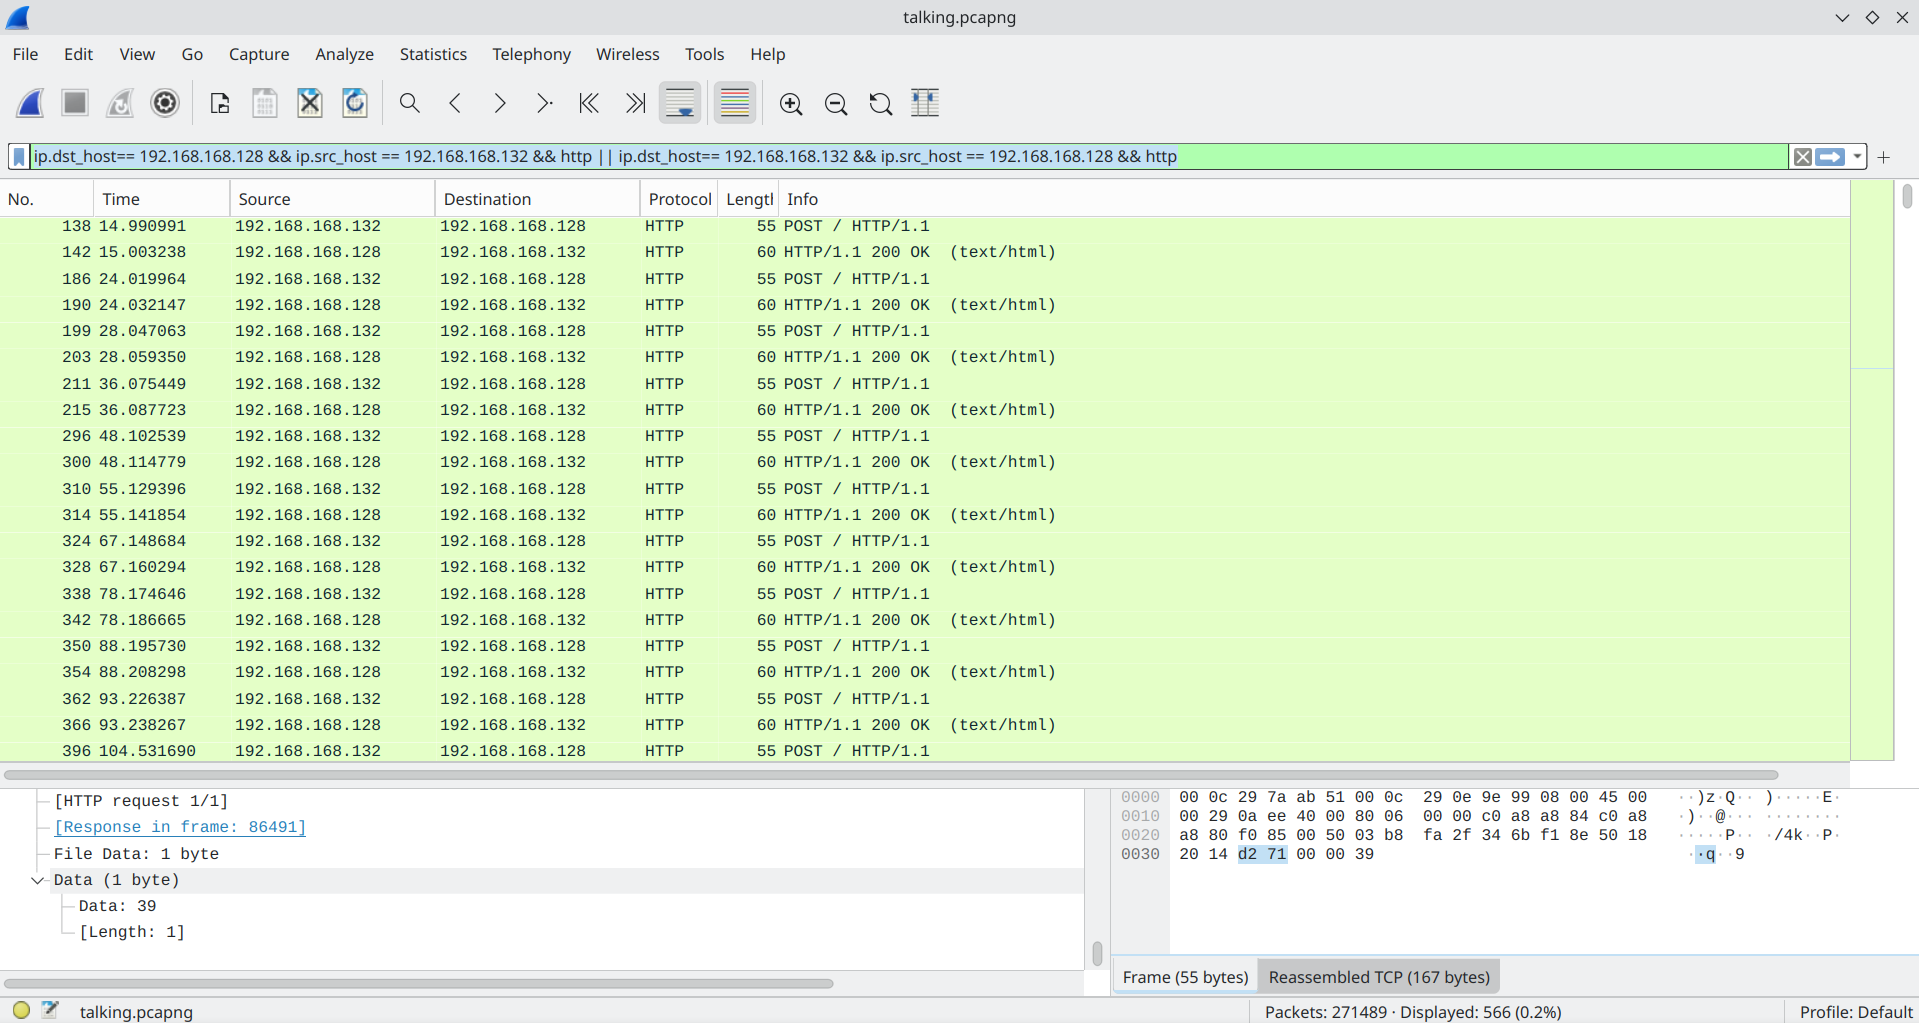 talking.pcapng
File Edit View Go Capture Analyze Statistics Telephony Wireless Tools Help
ip.dst_host== 192.168.168.128 && ip.src_host == 192.168.168.132 && http || ip.dst_host== 192.168.168.132 && ip.src_host == 192.168.168.128 && http
No. Time Source Destination Protocol Lengtl Info
138 14.990991 192.168.168.132 192.168.168.128 HTTP 55 POST / HTTP/1.1
142 15.003238 192.168.168.128 192.168.168.132 HTTP 60 HTTP/1.1 200 OK (text/html)
186 24.019964 192.168.168.132 192.168.168.128 HTTP 55 POST / HTTP/1.1
190 24.032147 192.168.168.128 192.168.168.132 HTTP 60 HTTP/1.1 200 OK (text/html)
199 28.047063 192.168.168.132 192.168.168.128 HTTP 55 POST / HTTP/1.1
203 28.059350 192.168.168.128 192.168.168.132 HTTP 60 HTTP/1.1 200 OK (text/html)
211 36.075449 192.168.168.132 192.168.168.128 HTTP 55 POST / HTTP/1.1
215 36.087723 192.168.168.128 192.168.168.132 HTTP 60 HTTP/1.1 200 OK (text/html)
296 48.102539 192.168.168.132 192.168.168.128 HTTP 55 POST / HTTP/1.1
300 48.114779 192.168.168.128 192.168.168.132 HTTP 60 HTTP/1.1 200 OK (text/html)
310 55.129396 192.168.168.132 192.168.168.128 HTTP 55 POST / HTTP/1.1
314 55.141854 192.168.168.128 192.168.168.132 HTTP 60 HTTP/1.1 200 OK (text/html)
324 67.148684 192.168.168.132 192.168.168.128 HTTP 55 POST / HTTP/1.1
328 67.160294 192.168.168.128 192.168.168.132 HTTP 60 HTTP/1.1 200 OK (text/html)
338 78.174646 192.168.168.132 192.168.168.128 HTTP 55 POST / HTTP/1.1
342 78.186665 192.168.168.128 192.168.168.132 HTTP 60 HTTP/1.1 200 OK (text/html)
350 88.195730 192.168.168.132 192.168.168.128 HTTP 55 POST / HTTP/1.1
354 88.208298 192.168.168.128 192.168.168.132 HTTP 60 HTTP/1.1 200 OK (text/html)
362 93.226387 192.168.168.132 192.168.168.128 HTTP 55 POST / HTTP/1.1
366 93.238267 192.168.168.128 192.168.168.132 HTTP 60 HTTP/1.1 200 OK (text/html)
396 104.531690 192.168.168.132 192.168.168.128 HTTP 55 POST / HTTP/1.1
[HTTP request 1/1]
[Response in frame: 86491]
File Data: 1 byte
Data (1 byte)
Data: 39
[Length: 1]
0000 00 0c 29 7a ab 51 00 0c 29 0e 9e 99 08 00 45 00 ··)z·Q·· )·····E·
0010 00 29 0a ee 40 00 80 06 00 00 c0 a8 a8 84 c0 a8 ·)··@··· ········
0020 a8 80 f0 85 00 50 03 b8 fa 2f 34 6b f1 8e 50 18 ·····P·· ·/4k··P·
0030 20 14 d2 71 00 00 39 ··q··9
Frame (55 bytes) Reassembled TCP (167 bytes)
talking.pcapng Packets: 271489 · Displayed: 566 (0.2%) Profile: Default